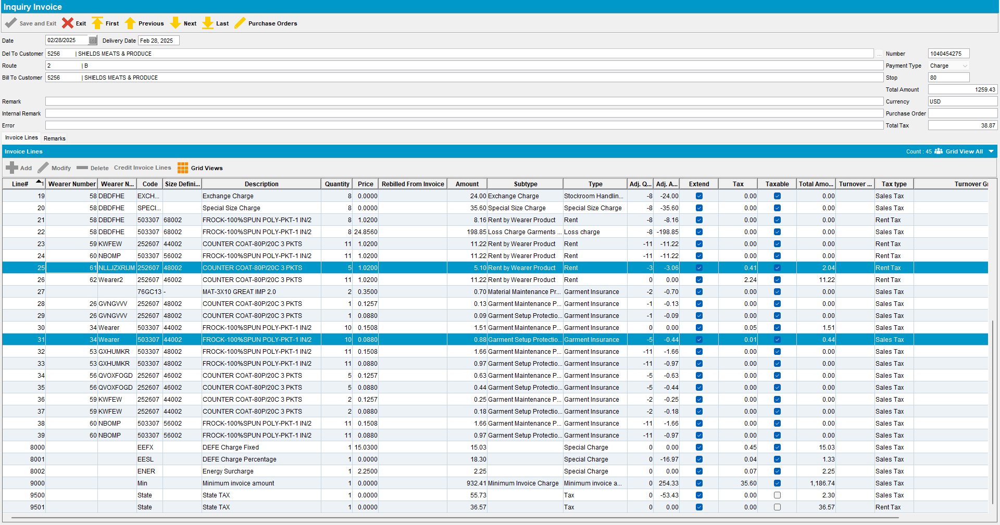 Inquiry Invoice
Save and Exit Exit First Previous Next Last Purchase Orders
Date 02/28/2025 16 Delivery Date Feb 28, 2025
Del To Customer 5256 | SHIELDS MEATS & PRODUCE ... Number 1040454275
Route 2 | B Payment Type Charge
Bill To Customer 5256 | SHIELDS MEATS & PRODUCE Stop 80
Total Amount 1259.43
Remark Currency USD
Internal Remark Purchase Order
Error Total Tax 38.87
Invoice Lines Remarks
Invoice Lines Count : 45 Grid View All
Add Modify Delete Credit Invoice Lines Grid Views
Line# 1 Wearer Number Wearer N... Code Size Defini... Description Quantity Price Rebilled From Invoice Amount Subtype Type Adj. Q... Adj. A... Extend Tax Taxable Total Amo... Turnover ... Tax type Turnover Gr
19 58 DBDFHE EXCH... Exchange Charge 8 0.0000 24.00 Exchange Charge Stockroom Handlin... -8 -24.00 0.00 0.00 Sales Tax
20 58 DBDFHE SPECI... Special Size Charge 8 0.0000 35.60 Special Size Charge Special Size Charge -8 -35.60 0.00 0.00 Sales Tax
21 58 DBDFHE 503307 68002 FROCK-100%SPUN POLY-PKT-1 IN/2 8 1.0200 8.16 Rent by Wearer Product Rent -8 -8.16 0.00 0.00 Rent Tax
22 58 DBDFHE 503307 68002 FROCK-100%SPUN POLY-PKT-1 IN/2 8 24.8560 198.85 Loss Charge Garments ... Loss charge -8 -198.85 0.00 0.00 Sales Tax
23 59 KWFEW 252607 44002 COUNTER COAT-80P/20C 3 PKTS 11 1.0200 11.22 Rent by Wearer Product Rent -11 -11.22 0.00 0.00 Rent Tax
24 60 NBOMP 503307 56002 FROCK-100%SPUN POLY-PKT-1 IN/2 11 1.0200 11.22 Rent by Wearer Product Rent -11 -11.22 0.00 0.00 Rent Tax
25 61 NLLJZXRIJM 252607 48002 COUNTER COAT-80P/20C 3 PKTS 5 1.0200 5.10 Rent by Wearer Product Rent -3 -3.06 0.41 2.04 Rent Tax
26 62 Wearer2 252607 46002 COUNTER COAT-80P/20C 3 PKTS 11 1.0200 11.22 Rent by Wearer Product Rent 0 0.00 2.24 11.22 Rent Tax
27 76GC13 - MAT-3X10 GREAT IMP 2.0 2 0.3500 0.70 Material Maintenance Pr... Garment Insurance -2 -0.70 0.00 0.00 Sales Tax
28 26 GVNGVVV 252607 48002 COUNTER COAT-80P/20C 3 PKTS 1 0.1257 0.13 Garment Maintenance P... Garment Insurance -1 -0.13 0.00 0.00 Sales Tax
29 26 GVNGVVV 252607 48002 COUNTER COAT-80P/20C 3 PKTS 1 0.0880 0.09 Garment Setup Protectio... Garment Insurance -1 -0.09 0.00 0.00 Sales Tax
30 34 Wearer 503307 44002 FROCK-100%SPUN POLY-PKT-1 IN/2 10 0.1508 1.51 Garment Maintenance P... Garment Insurance 0 0.00 0.05 1.51 Sales Tax
31 34 Wearer 503307 44002 FROCK-100%SPUN POLY-PKT-1 IN/2 10 0.0880 0.88 Garment Setup Protectio... Garment Insurance -5 -0.44 0.01 0.44 Sales Tax
32 53 GXHUMKR 503307 48002 FROCK-100%SPUN POLY-PKT-1 IN/2 11 0.1508 1.66 Garment Maintenance P... Garment Insurance -11 -1.66 0.00 0.00 Sales Tax
33 53 GXHUMKR 503307 48002 FROCK-100%SPUN POLY-PKT-1 IN/2 11 0.0880 0.97 Garment Setup Protectio... Garment Insurance -11 -0.97 0.00 0.00 Sales Tax
34 56 QVOXFOGD 252607 46002 COUNTER COAT-80P/20C 3 PKTS 5 0.1257 0.63 Garment Maintenance P... Garment Insurance -5 -0.63 0.00 0.00 Sales Tax
35 56 QVOXFOGD 252607 46002 COUNTER COAT-80P/20C 3 PKTS 5 0.0880 0.44 Garment Setup Protectio... Garment Insurance -5 -0.44 0.00 0.00 Sales Tax
36 59 KWFEW 252607 44002 COUNTER COAT-80P/20C 3 PKTS 2 0.1257 0.25 Garment Maintenance P... Garment Insurance -2 -0.25 0.00 0.00 Sales Tax
37 59 KWFEW 252607 44002 COUNTER COAT-80P/20C 3 PKTS 2 0.0880 0.18 Garment Setup Protectio... Garment Insurance -2 -0.18 0.00 0.00 Sales Tax
38 60 NBOMP 503307 56002 FROCK-100%SPUN POLY-PKT-1 IN/2 11 0.1508 1.66 Garment Maintenance P... Garment Insurance -11 -1.66 0.00 0.00 Sales Tax
39 60 NBOMP 503307 56002 FROCK-100%SPUN POLY-PKT-1 IN/2 11 0.0880 0.97 Garment Setup Protectio... Garment Insurance -11 -0.97 0.00 0.00 Sales Tax
8000 EEFX DEFE Charge Fixed 1 15.0300 15.03 Special Charge 0 0.00 0.45 15.03 Sales Tax
8001 EESL DEFE Charge Percentage 1 0.0000 18.30 Special Charge 0 -16.97 0.04 1.33 Sales Tax
8002 ENER Energy Surcharge 1 2.2500 2.25 Special Charge 0 0.00 0.07 2.25 Sales Tax
9000 Min Minimum invoice amount 1 0.0000 932.41 Minimum Invoice Charge Minimum invoice a... 0 254.33 35.60 1,186.74 Sales Tax
9500 State State TAX 1 0.0000 55.73 Tax 0 -53.43 0.00 2.30 Sales Tax
9501 State State TAX 1 0.0000 36.57 Tax 0 0.00 0.00 36.57 Rent Tax